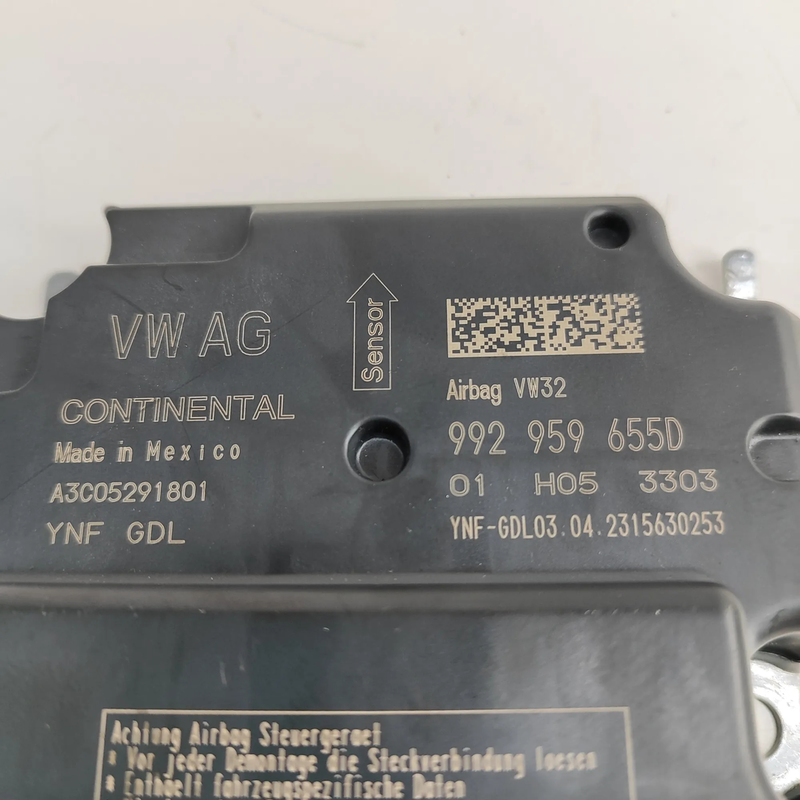 VW AG
CONTINENTAL
Made in Mexico
A3C05291801
YNF GDL
Sensor
Airbag VW32
992 959 655D
01 H05 3303
YNF-GDL03.04.2315630253
Achtung Airbag Steuergeraet
* Vor jeder Demontage die Steckverbindung loesen
* Enthaelt fahrzeugspezifische Daten